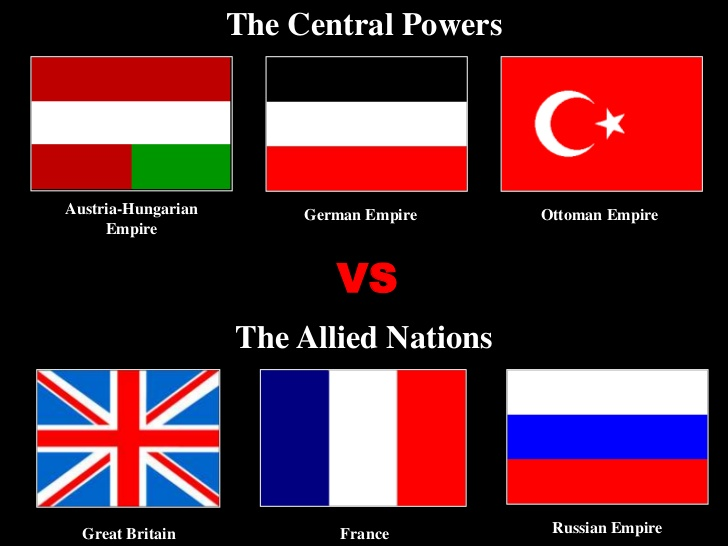 The Central Powers
Austria-Hungarian
Empire
German Empire
Ottoman Empire
VS
The Allied Nations
Great Britain
France
Russian Empire